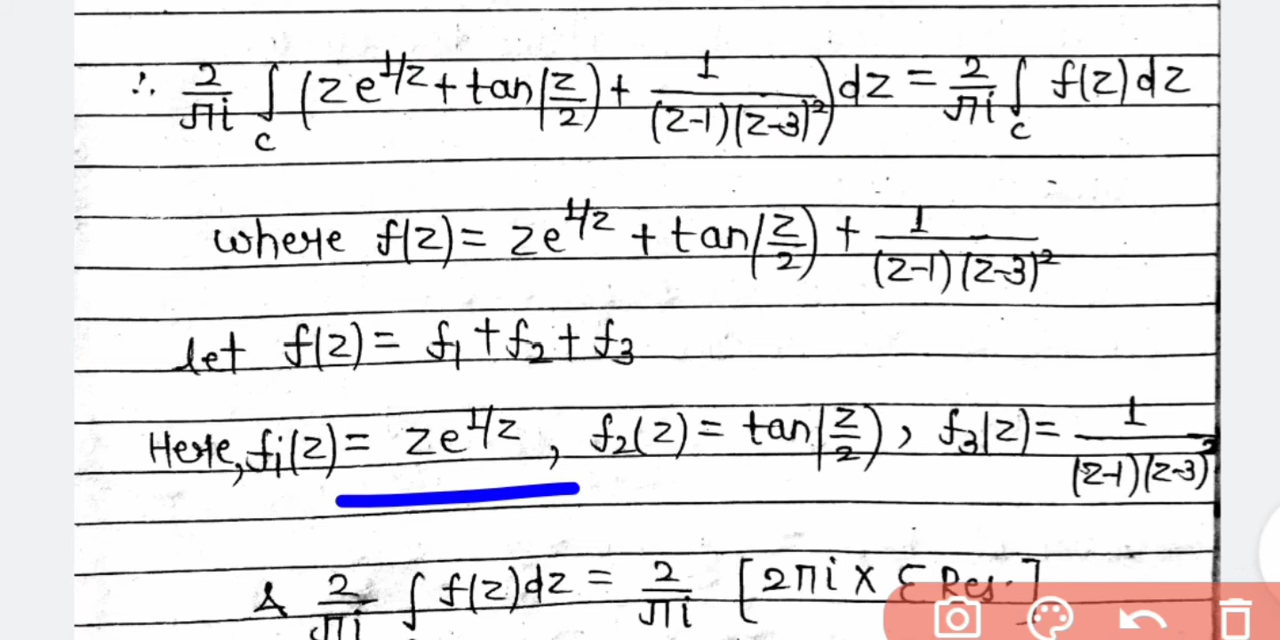 ∴ 2/πi ∫_C (ze^{1/z} + tan(z/2) + 1/((z-1)(z-3)²)) dz = 2/πi ∫_C f(z) dz
where f(z) = ze^{1/z} + tan(z/2) + 1/((z-1)(z-3)²)
let f(z) = f₁ + f₂ + f₃
Here, f₁(z) = ze^{1/z}, f₂(z) = tan(z/2), f₃(z) = 1/((z-1)(z-3)²)
& 2/πi ∫ f(z) dz = 2/πi [2πi × Σ Res.]